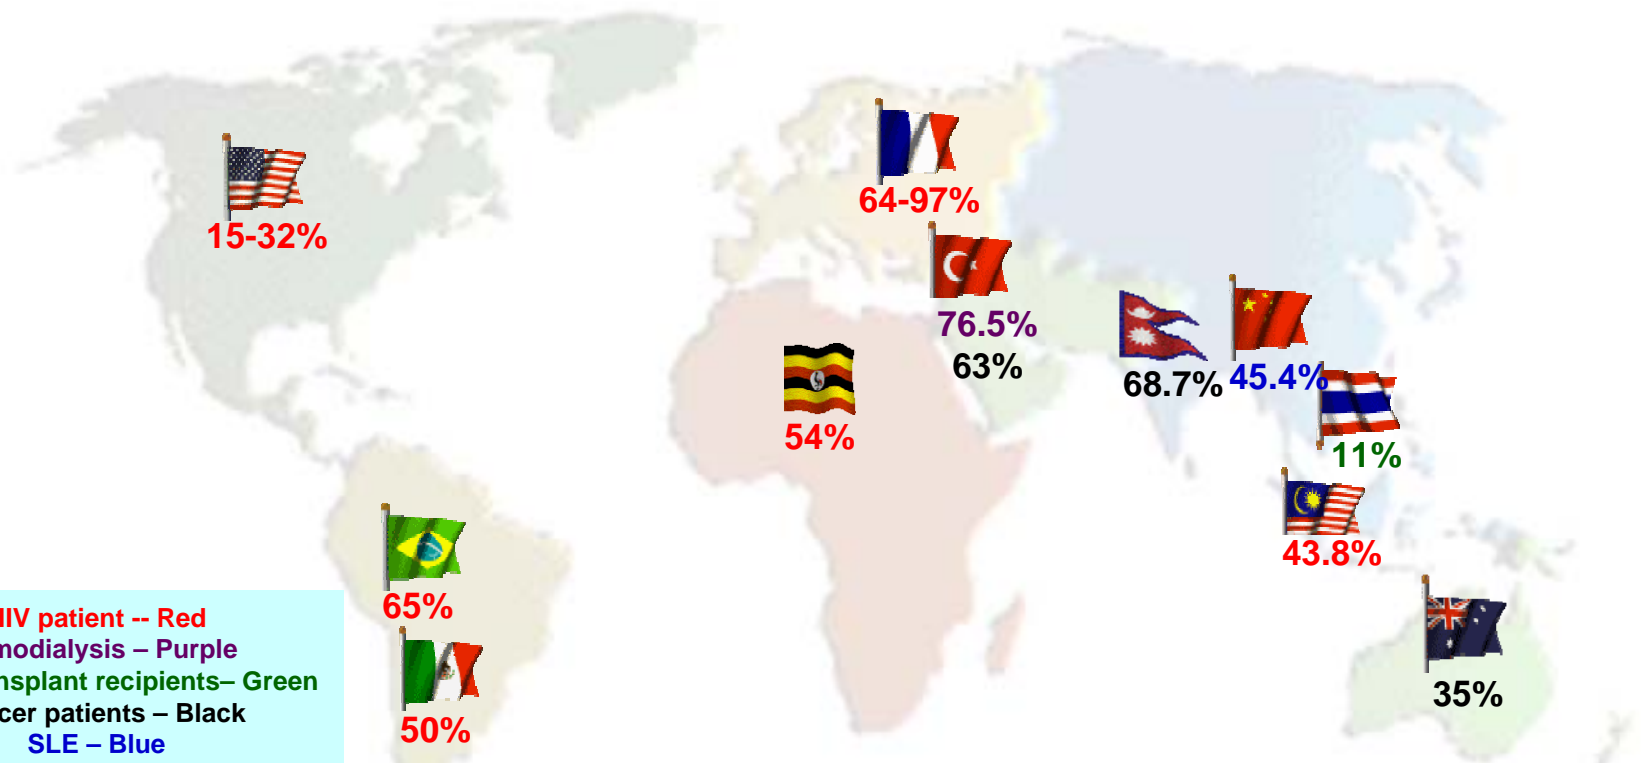 64-97%
15-32%
76.5%
63%
68.7%
45.4%
54%
11%
43.8%
65%
35%
50%
IIV patient -- Red
modialysis – Purple
nsplant recipients– Green
cer patients – Black
SLE – Blue